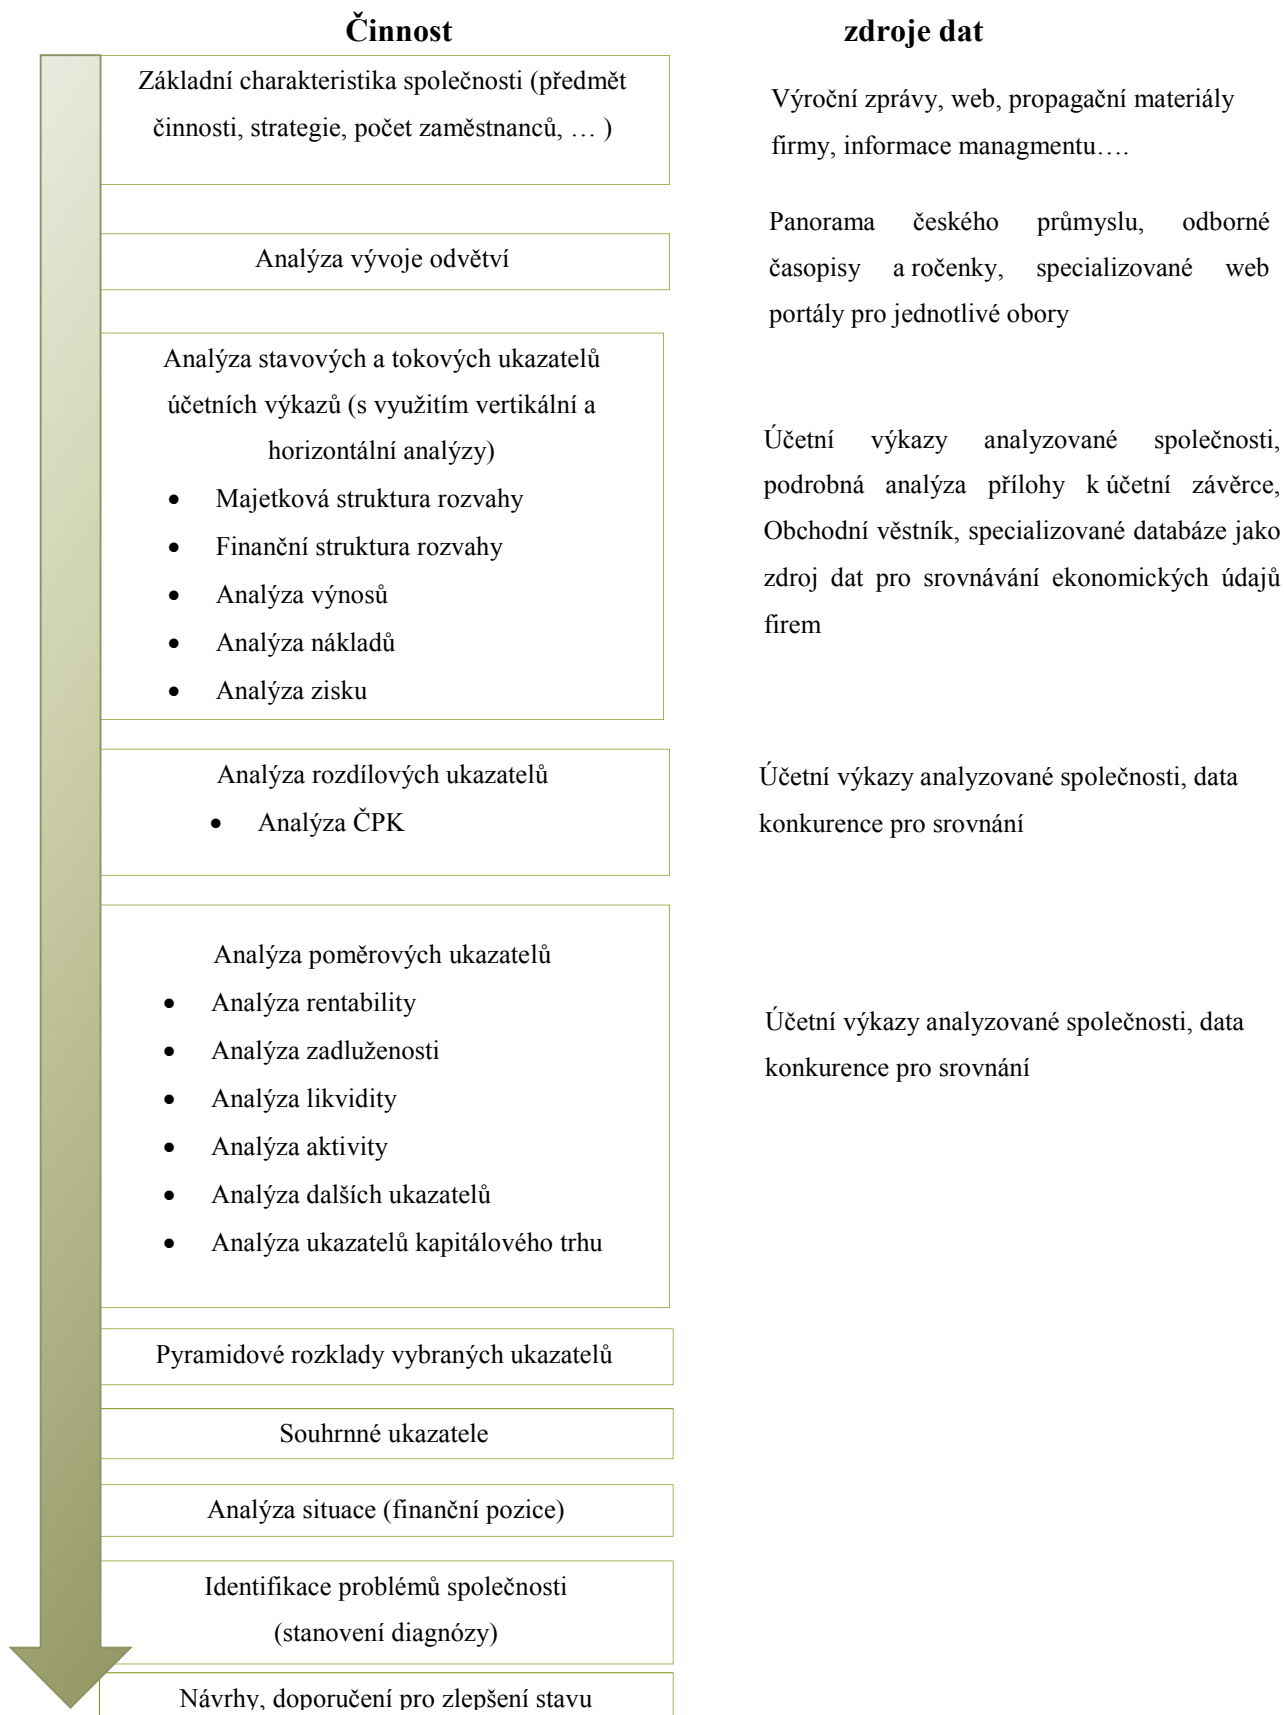 Činnost
zdroje dat
Základní charakteristika společnosti (předmět
činnosti, strategie, počet zaměstnanců, … )
Výroční zprávy, web, propagační materiály
firmy, informace managmentu….
Analýza vývoje odvětví
Panorama českého průmyslu, odborné
časopisy a ročenky, specializované web
portály pro jednotlivé obory
Analýza stavových a tokových ukazatelů
účetních výkazů (s využitím vertikální a
horizontální analýzy)
• Majetková struktura rozvahy
• Finanční struktura rozvahy
• Analýza výnosů
• Analýza nákladů
• Analýza zisku
Účetní výkazy analyzované společnosti,
podrobná analýza přílohy k účetní závěrce,
Obchodní věstník, specializované databáze jako
zdroj dat pro srovnávání ekonomických údajů
firem
Analýza rozdílových ukazatelů
• Analýza ČPK
Účetní výkazy analyzované společnosti, data
konkurence pro srovnání
Analýza poměrových ukazatelů
• Analýza rentability
• Analýza zadluženosti
• Analýza likvidity
• Analýza aktivity
• Analýza dalších ukazatelů
• Analýza ukazatelů kapitálového trhu
Účetní výkazy analyzované společnosti, data
konkurence pro srovnání
Pyramidové rozklady vybraných ukazatelů
Souhrnné ukazatele
Analýza situace (finanční pozice)
Identifikace problémů společnosti
(stanovení diagnózy)
Návrhy, doporučení pro zlepšení stavu